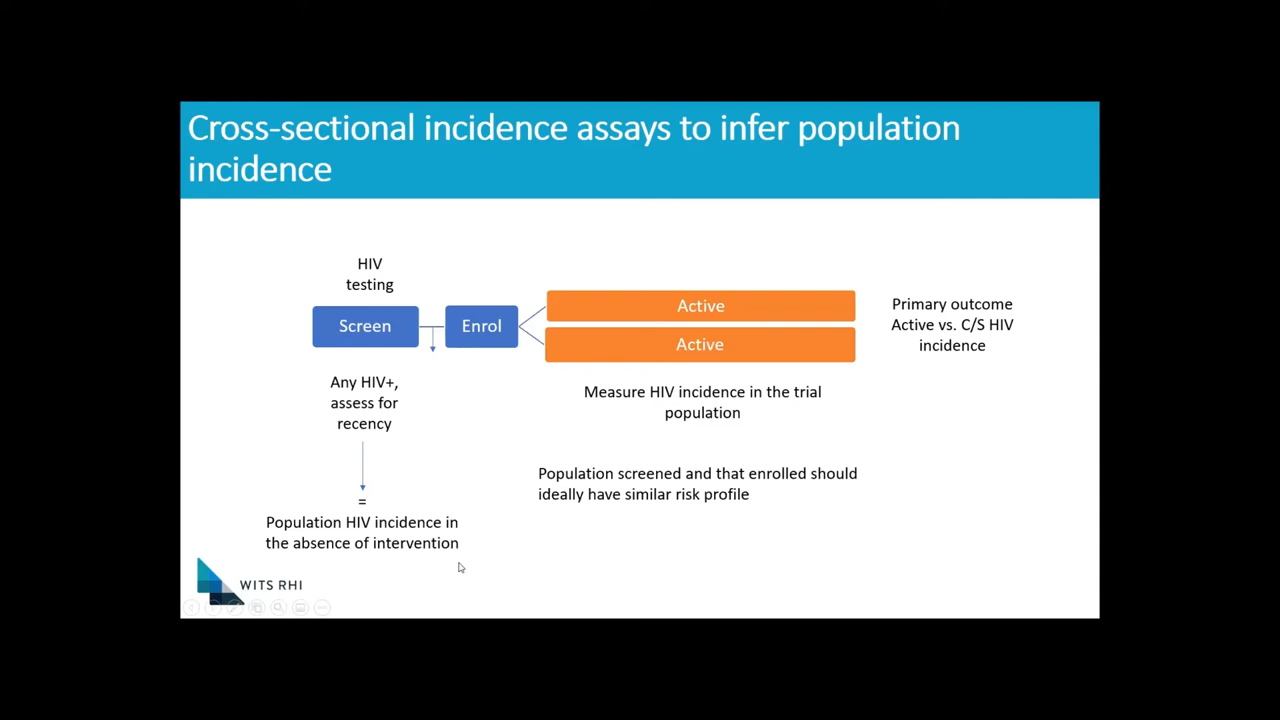 Cross-sectional incidence assays to infer population
incidence
HIV
testing
Screen
Enrol
Active
Active
Primary outcome
Active vs. C/S HIV
incidence
Any HIV+,
assess for
recency
Measure HIV incidence in the trial
population
Population screened and that enrolled should
ideally have similar risk profile
=
Population HIV incidence in
the absence of intervention
WITS RHI